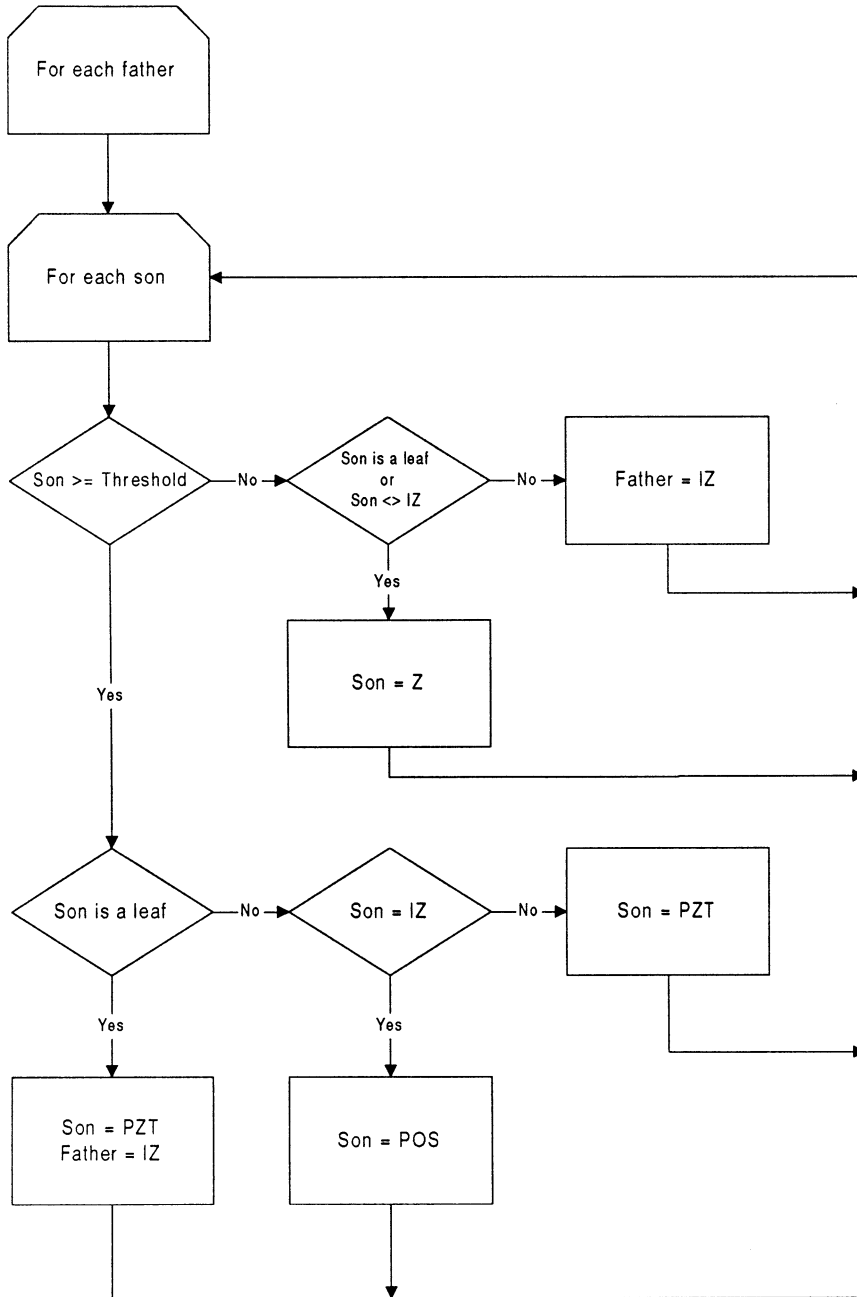 For each father
For each son
Son >= Threshold
No
Son is a leaf
or
Son <> IZ
No
Father = IZ
Yes
Son = Z
Yes
Son is a leaf
No
Son = IZ
No
Son = PZT
Yes
Yes
Son = PZT
Father = IZ
Son = POS